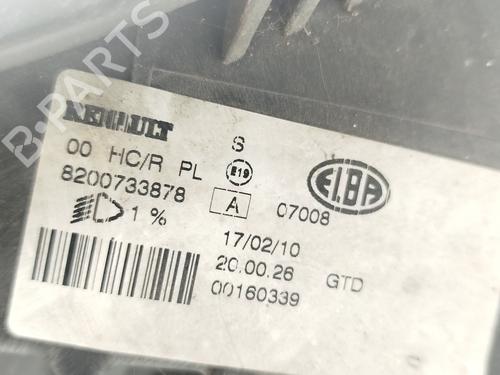 RENAULT
S
00 HC/R PL E19 ELBA
8200733878 A 07008
1 % 17/02/10
20.00.26 GTD
00160339
S
B-PARTS